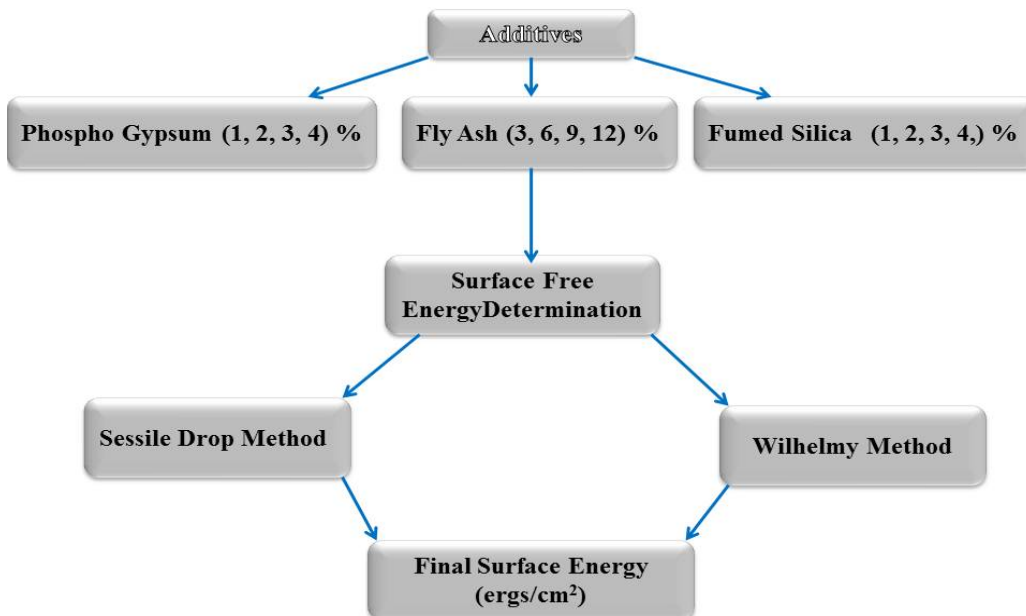 Additives
Phospho Gypsum (1, 2, 3, 4) %
Fly Ash (3, 6, 9, 12) %
Fumed Silica (1, 2, 3, 4,) %
Surface Free
EnergyDetermination
Sessile Drop Method
Wilhelmy Method
Final Surface Energy
(ergs/cm²)